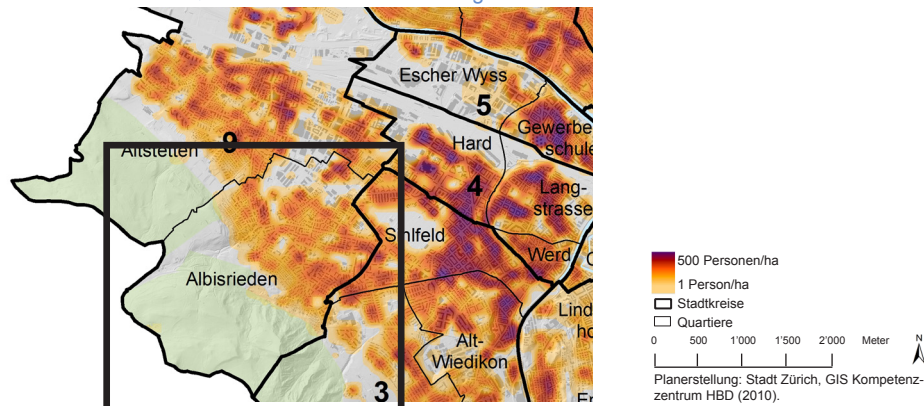 Escher Wyss
5
Gewerbe-
schule
Hard
9
Altstetten
4
Lang-
strasse
Sihlfeld
Werd
Albisrieden
Lind
ho
Alt-
Wiedikon
3
500 Personen/ha
1 Person/ha
Stadtkreise
Quartiere
0 500 1'000 1'500 2'000 Meter
N
Planerstellung: Stadt Zürich, GIS Kompetenz-
zentrum HBD (2010).